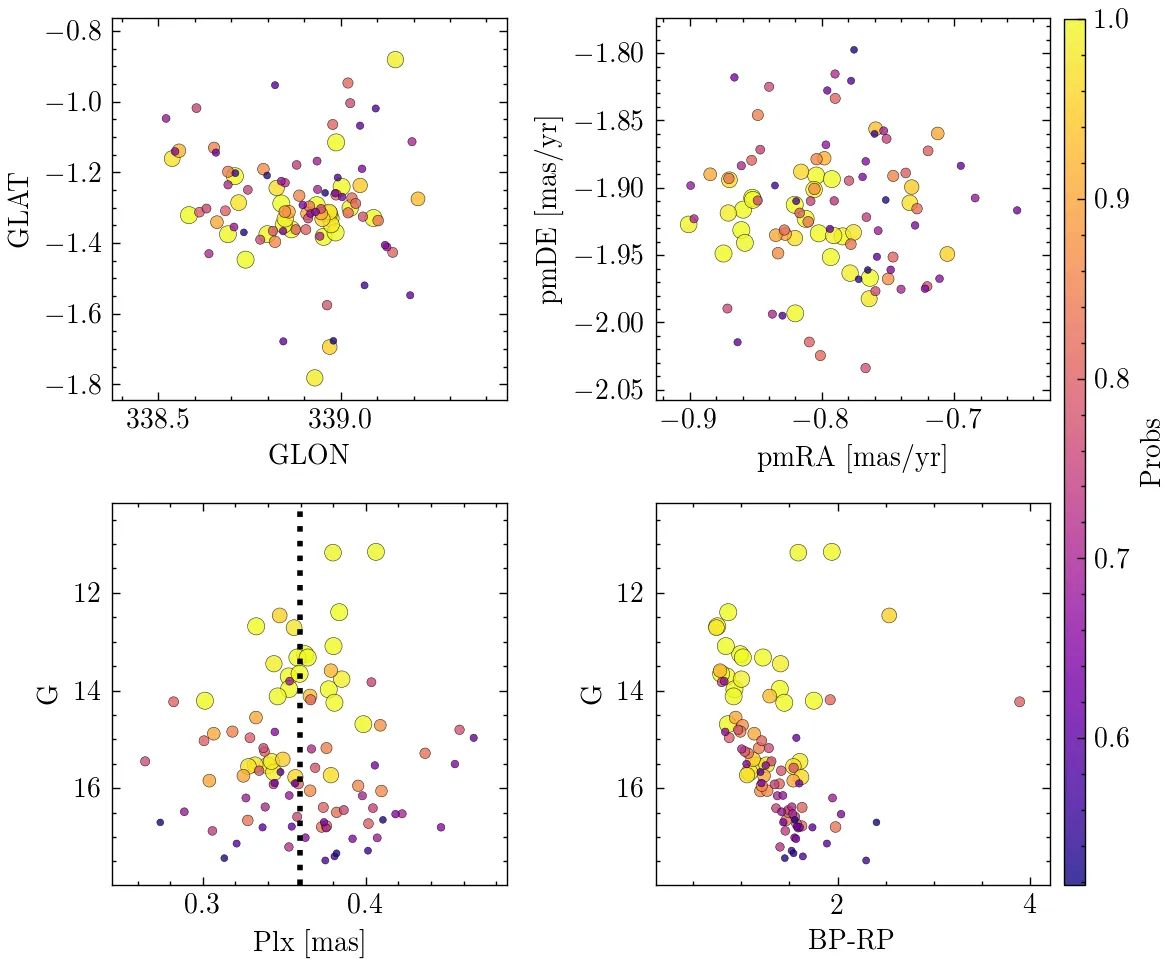 −0.8
−1.0
−1.2
−1.4
−1.6
−1.8
GLAT
338.5 339.0
GLON
−1.80
−1.85
−1.90
−1.95
−2.00
−2.05
pmDE [mas/yr]
−0.9 −0.8 −0.7
pmRA [mas/yr]
12
14
16
G
0.3 0.4
Plx [mas]
12
14
16
G
2 4
BP-RP
1.0
0.9
0.8
0.7
0.6
Probs